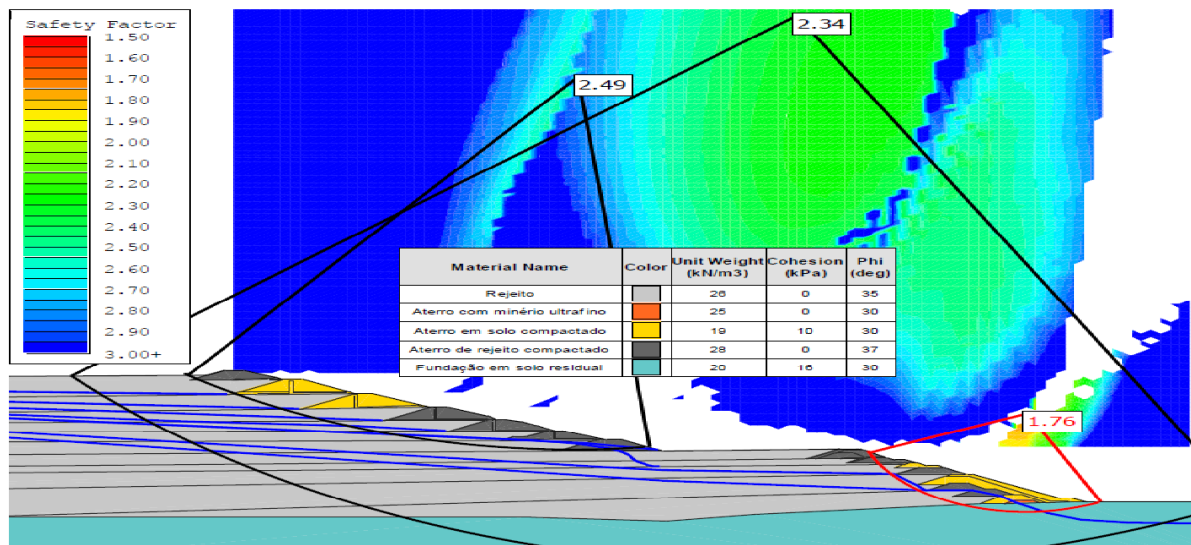 Safety Factor
1.50
1.60
1.70
1.80
1.90
2.00
2.10
2.20
2.30
2.40
2.50
2.60
2.70
2.80
2.90
3.00+
2.34
2.49
Material Name Color Unit Weight (kN/m3) Cohesion (kPa) Phi (deg)
Rejeito 26 0 35
Aterro com minério ultrafino 25 0 30
Aterro em solo compactado 19 10 30
Aterro de rejeito compactado 28 0 37
Fundação em solo residual 20 16 30
1.76